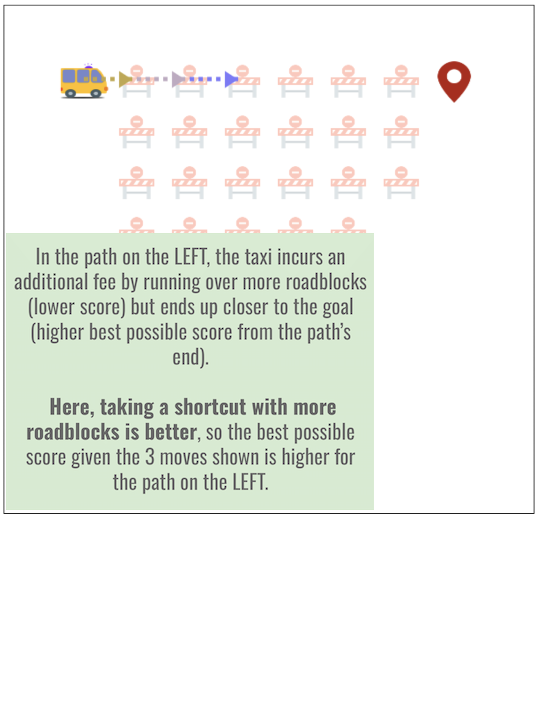 In the path on the LEFT, the taxi incurs an
additional fee by running over more roadblocks
(lower score) but ends up closer to the goal
(higher best possible score from the path's
end).
Here, taking a shortcut with more
roadblocks is better, so the best possible
score given the 3 moves shown is higher for
the path on the LEFT.